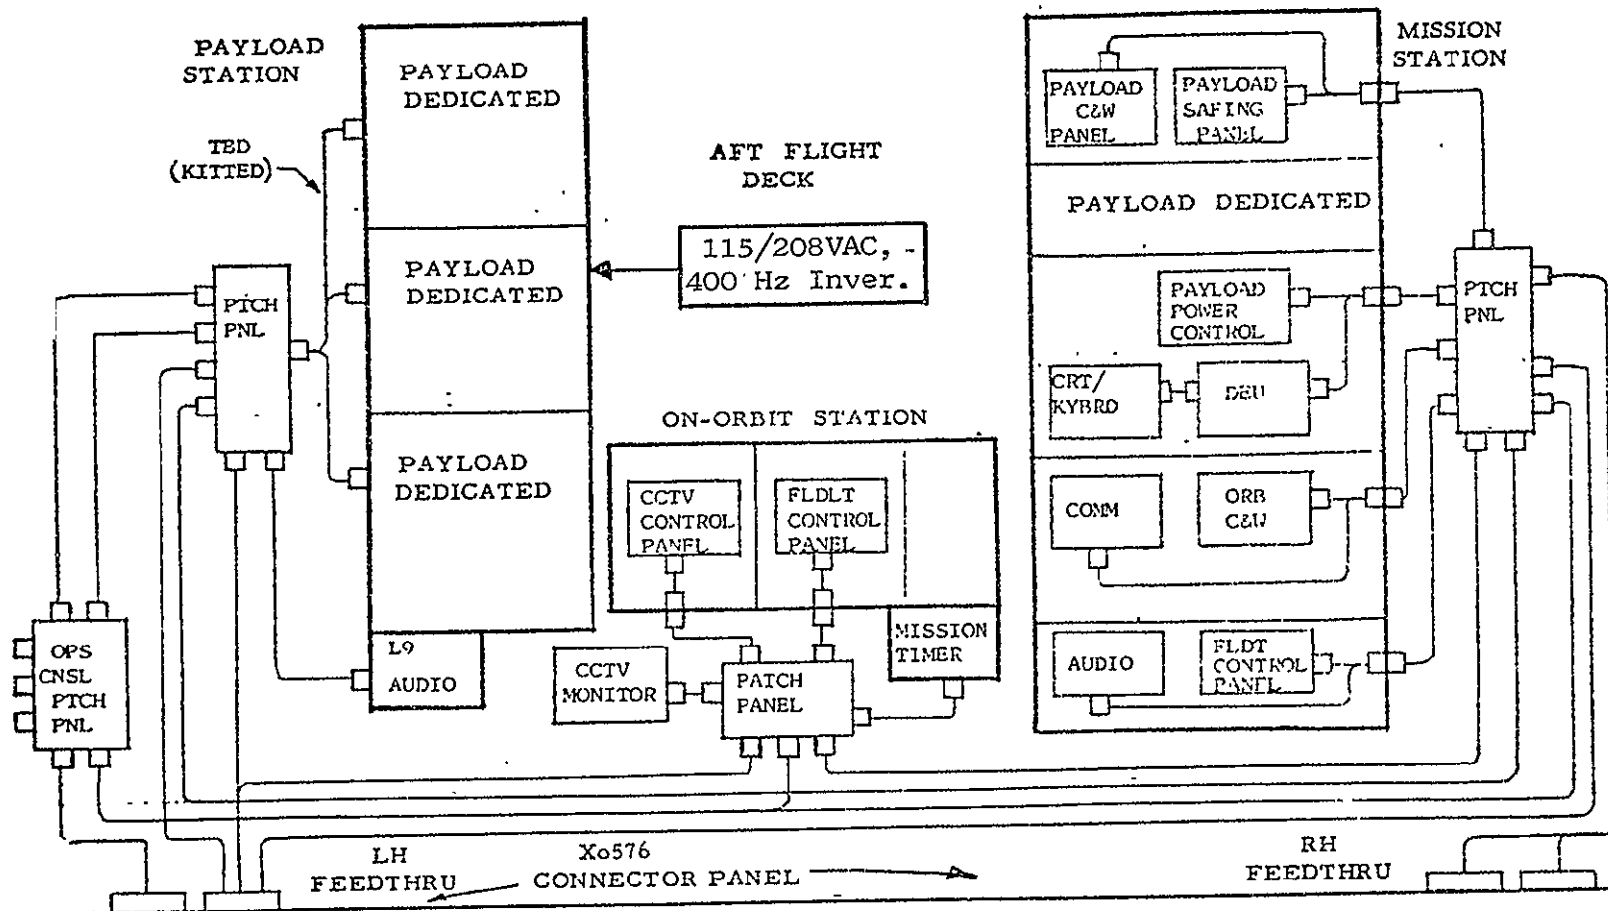 PAYLOAD
STATION
PAYLOAD
DEDICATED
TBD
(KITTED)
AFT FLIGHT
DECK
115/208VAC,
400 Hz Inver.
PAYLOAD
DEDICATED
PTCH
PNL
PAYLOAD
DEDICATED
L9
AUDIO
OPS
CNSL
PTCH
PNL
ON-ORBIT STATION
CCTV
CONTROL
PANEL
FLDLT
CONTROL
PANEL
MISSION
TIMER
CCTV
MONITOR
PATCH
PANEL
MISSION
STATION
PAYLOAD
C&W
PANEL
PAYLOAD
SAFING
PANEL
PAYLOAD DEDICATED
PAYLOAD
POWER
CONTROL
PTCH
PNL
CRT/
KYBRD
DEU
COMM
ORB
C&W
AUDIO
FLDT
CONTROL
PANEL
LH
FEEDTHRU
Xo576
CONNECTOR PANEL
RH
FEEDTHRU